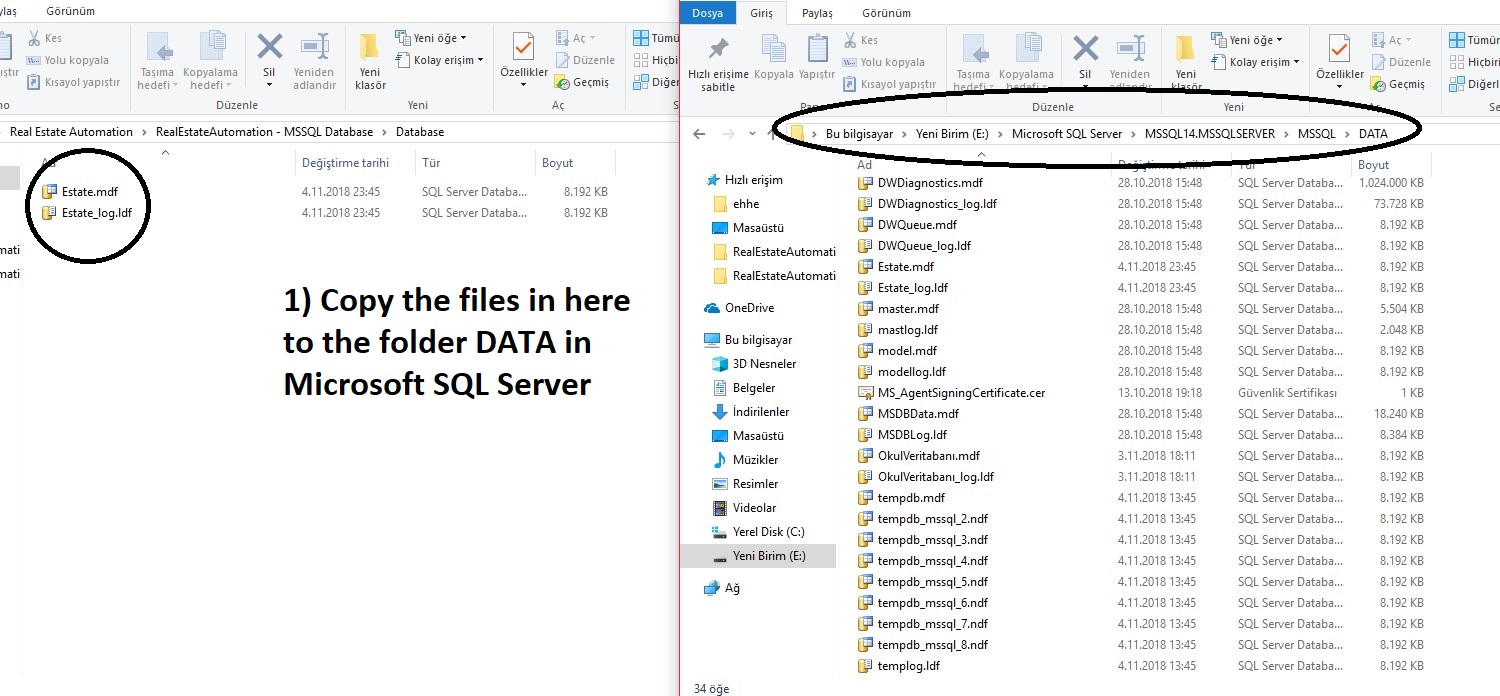 ylaş Görünüm
Kes
Yolu kopyala
Kısayol yapıştır
Taşıma hedefi Kopyalama hedefi
Sil Yeniden adlandır
Düzenle
Yeni klasör
Yeni öğe
Kolay erişim
Yeni
Özellikler
Aç
Düzenle
Geçmiş
Aç
Tümü
Hiçbi
Diğer
Real Estate Automation RealEstateAutomation - MSSQL Database Database
Değiştirme tarihi Tür Boyut
Estate.mdf 4.11.2018 23:45 SQL Server Databa... 8.192 KB
Estate_log.ldf 4.11.2018 23:45 SQL Server Databa... 8.192 KB
mati
mati
1) Copy the files in here
to the folder DATA in
Microsoft SQL Server
Dosya Giriş Paylaş Görünüm
Hızlı erişime sabitle
Kopyala Yapıştır
Kes
Yolu kopyala
Kısayol yapıştır
Taşıma hedefi Kopyalama hedefi
Sil Yeniden
Düzenle
Yeni klasör
Yeni öğe
Kolay erişim
Yeni
Özellikler
Aç
Düzenle
Geçmiş
Tümü
Hiçbiri
Diğerle
Bu bilgisayar Yeni Birim (E:) Microsoft SQL Server MSSQL14.MSSQLSERVER MSSQL DATA
Ad Değiştirme tarihi Tür Boyut
Hızlı erişim
ehhe
Masaüstü
RealEstateAutomati
RealEstateAutomati
OneDrive
Bu bilgisayar
3D Nesneler
Belgeler
İndirilenler
Masaüstü
Müzikler
Resimler
Videolar
Yerel Disk (C:)
Yeni Birim (E:)
Ağ
DWDiagnostics.mdf 28.10.2018 15:48 SQL Server Databa... 1.024.000 KB
DWDiagnostics_log.ldf 28.10.2018 15:48 SQL Server Databa... 73.728 KB
DWQueue.mdf 28.10.2018 15:48 SQL Server Databa... 8.192 KB
DWQueue_log.ldf 28.10.2018 15:48 SQL Server Databa... 8.192 KB
Estate.mdf 4.11.2018 23:45 SQL Server Databa... 8.192 KB
Estate_log.ldf 4.11.2018 23:45 SQL Server Databa... 8.192 KB
master.mdf 28.10.2018 15:48 SQL Server Databa... 5.504 KB
mastlog.ldf 28.10.2018 15:48 SQL Server Databa... 2.048 KB
model.mdf 28.10.2018 15:48 SQL Server Databa... 8.192 KB
modellog.ldf 28.10.2018 15:48 SQL Server Databa... 8.192 KB
MS_AgentSigningCertificate.cer 13.10.2018 19:18 Güvenlik Sertifikası 1 KB
MSDBData.mdf 28.10.2018 15:48 SQL Server Databa... 18.240 KB
MSDBLog.ldf 28.10.2018 15:48 SQL Server Databa... 8.384 KB
OkulVeritabanı.mdf 3.11.2018 18:11 SQL Server Databa... 8.192 KB
OkulVeritabanı_log.ldf 3.11.2018 18:11 SQL Server Databa... 8.192 KB
tempdb.mdf 4.11.2018 13:45 SQL Server Databa... 8.192 KB
tempdb_mssql_2.ndf 4.11.2018 13:45 SQL Server Databa... 8.192 KB
tempdb_mssql_3.ndf 4.11.2018 13:45 SQL Server Databa... 8.192 KB
tempdb_mssql_4.ndf 4.11.2018 13:45 SQL Server Databa... 8.192 KB
tempdb_mssql_5.ndf 4.11.2018 13:45 SQL Server Databa... 8.192 KB
tempdb_mssql_6.ndf 4.11.2018 13:45 SQL Server Databa... 8.192 KB
tempdb_mssql_7.ndf 4.11.2018 13:45 SQL Server Databa... 8.192 KB
tempdb_mssql_8.ndf 4.11.2018 13:45 SQL Server Databa... 8.192 KB
templog.ldf 4.11.2018 13:45 SQL Server Databa... 8.192 KB
34 öğe